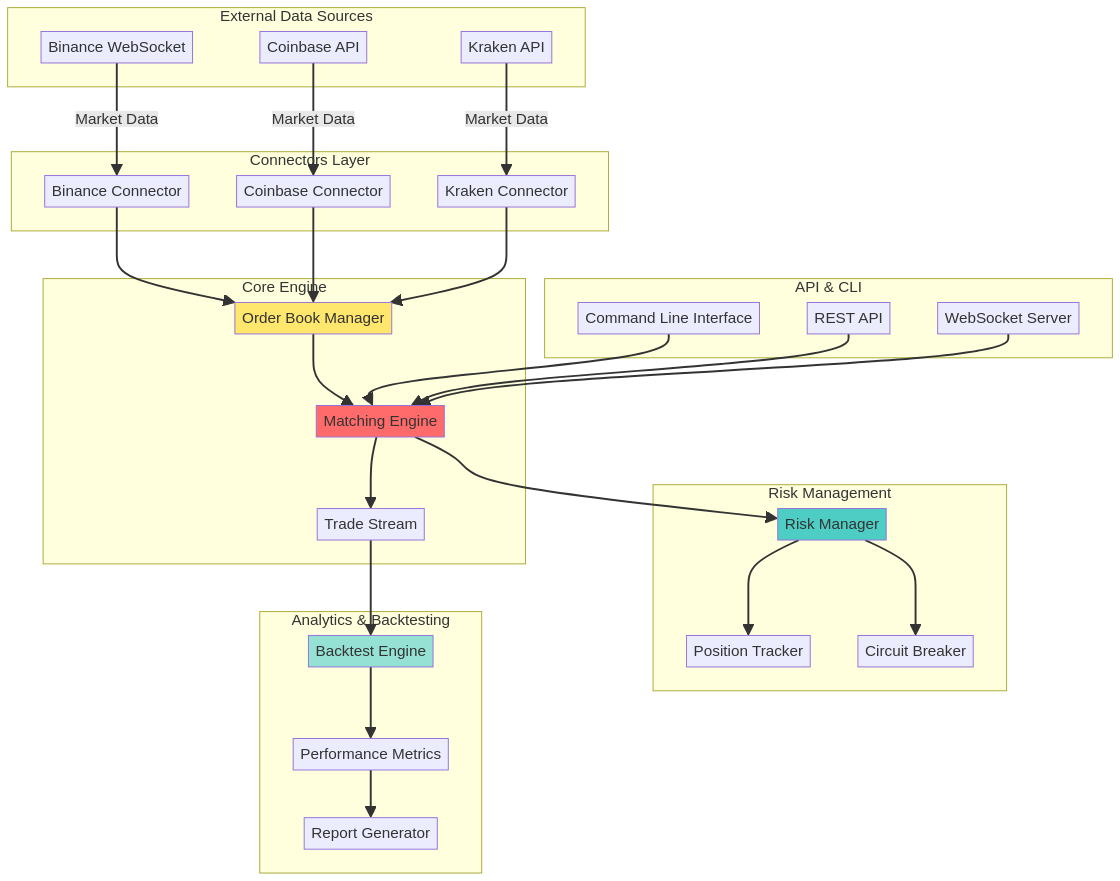 External Data Sources
Binance WebSocket
Coinbase API
Kraken API
Market Data
Market Data
Market Data
Connectors Layer
Binance Connector
Coinbase Connector
Kraken Connector
Core Engine
Order Book Manager
API & CLI
Command Line Interface
REST API
WebSocket Server
Matching Engine
Trade Stream
Risk Management
Risk Manager
Position Tracker
Circuit Breaker
Analytics & Backtesting
Backtest Engine
Performance Metrics
Report Generator